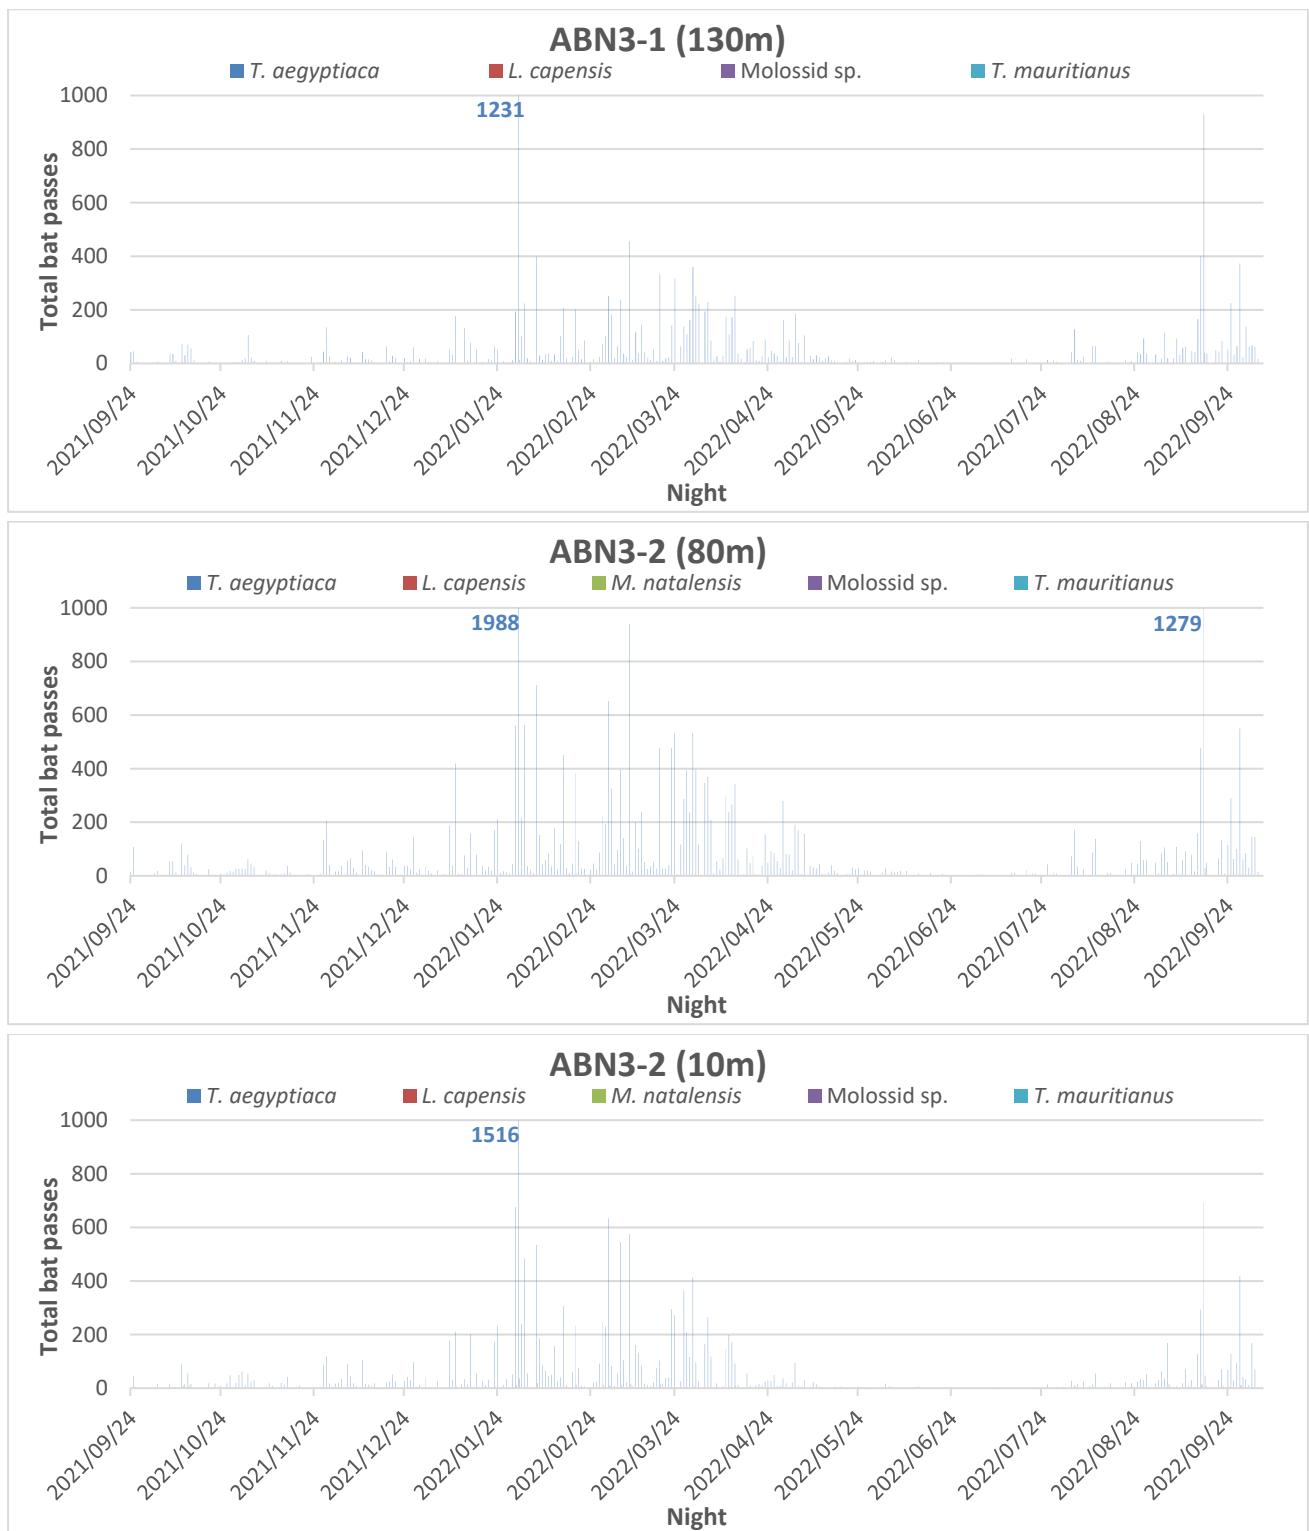 ABN3-1 (130m)
T. aegyptiaca L. capensis Molossid sp. T. mauritianus
Total bat passes
1000
800
600
400
200
0
1231
2021/09/24 2021/10/24 2021/11/24 2021/12/24 2022/01/24 2022/02/24 2022/03/24 2022/04/24 2022/05/24 2022/06/24 2022/07/24 2022/08/24 2022/09/24
Night
ABN3-2 (80m)
T. aegyptiaca L. capensis M. natalensis Molossid sp. T. mauritianus
Total bat passes
1000
800
600
400
200
0
1988 1279
2021/09/24 2021/10/24 2021/11/24 2021/12/24 2022/01/24 2022/02/24 2022/03/24 2022/04/24 2022/05/24 2022/06/24 2022/07/24 2022/08/24 2022/09/24
Night
ABN3-2 (10m)
T. aegyptiaca L. capensis M. natalensis Molossid sp. T. mauritianus
Total bat passes
1000
800
600
400
200
0
1516
2021/09/24 2021/10/24 2021/11/24 2021/12/24 2022/01/24 2022/02/24 2022/03/24 2022/04/24 2022/05/24 2022/06/24 2022/07/24 2022/08/24 2022/09/24
Night